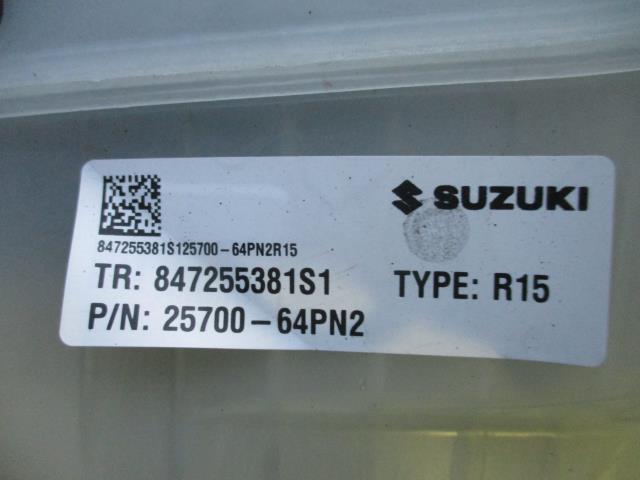 SUZUKI
847255381S125700-64PN2R15
TR: 847255381S1 TYPE: R15
P/N: 25700-64PN2